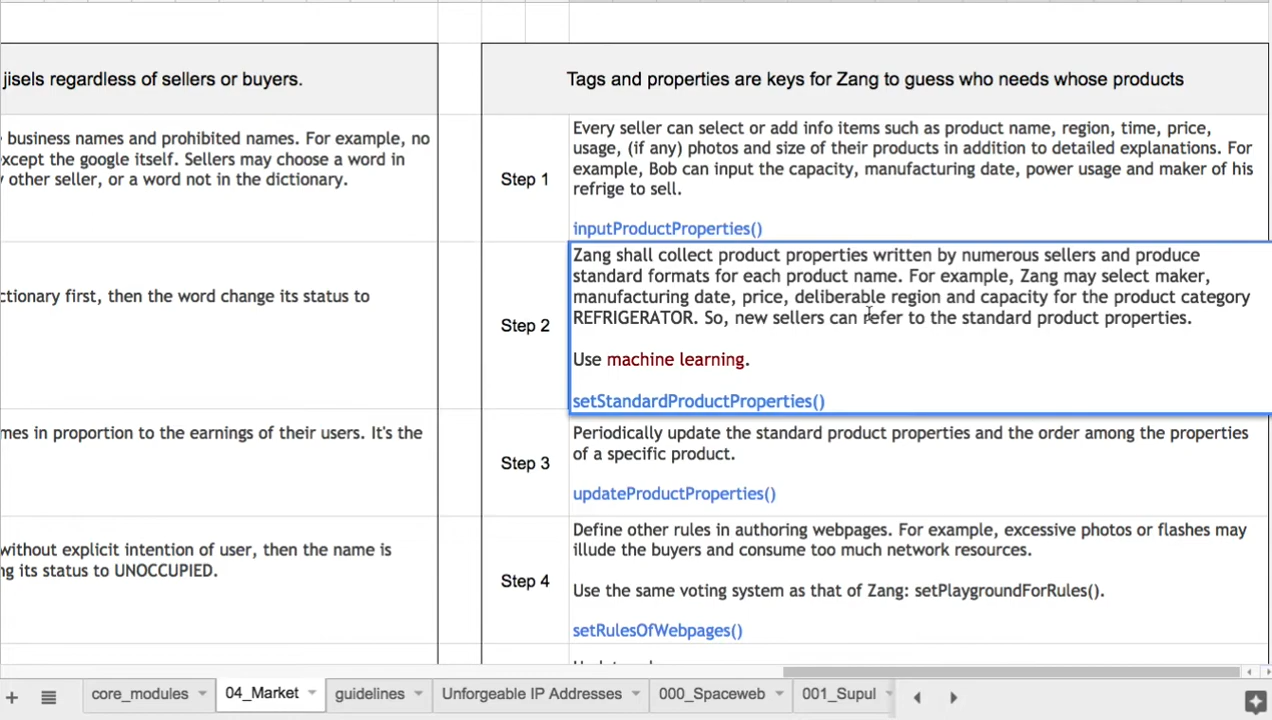 jisels regardless of sellers or buyers.
business names and prohibited names. For example, no
xcept the google itself. Sellers may choose a word in
other seller, or a word not in the dictionary.
ctionary first, then the word change its status to
mes in proportion to the earnings of their users. It's the
without explicit intention of user, then the name is
ng its status to UNOCCUPIED.
Tags and properties are keys for Zang to guess who needs whose products
Step 1
Every seller can select or add info items such as product name, region, time, price,
usage, (if any) photos and size of their products in addition to detailed explanations. For
example, Bob can input the capacity, manufacturing date, power usage and maker of his
refrige to sell.
inputProductProperties()
Step 2
Zang shall collect product properties written by numerous sellers and produce
standard formats for each product name. For example, Zang may select maker,
manufacturing date, price, deliberable region and capacity for the product category
REFRIGERATOR. So, new sellers can refer to the standard product properties.
Use machine learning.
setStandardProductProperties()
Step 3
Periodically update the standard product properties and the order among the properties
of a specific product.
updateProductProperties()
Step 4
Define other rules in authoring webpages. For example, excessive photos or flashes may
illude the buyers and consume too much network resources.
Use the same voting system as that of Zang: setPlaygroundForRules().
setRulesOfWebpages()
core_modules
04_Market
guidelines
Unforgeable IP Addresses
000_Spaceweb
001_Supul